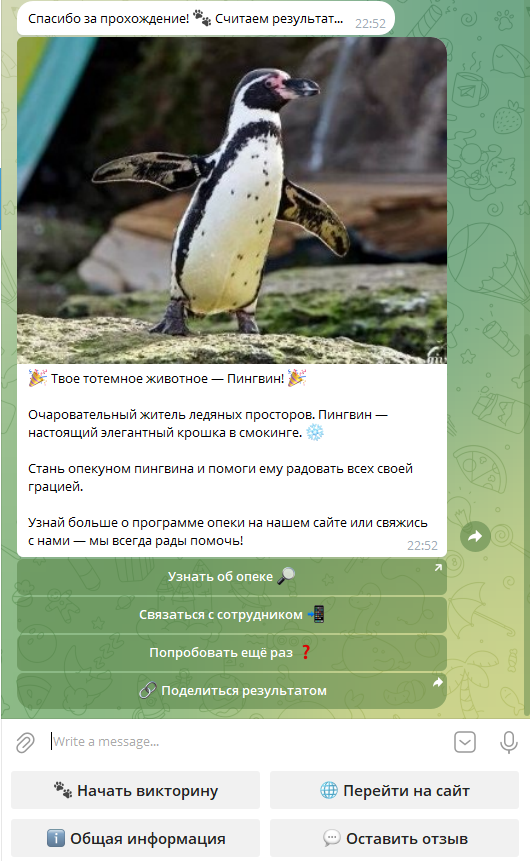 Спасибо за прохождение! 🐾 Считаем результат...
22:52
🎉 Твое тотемное животное — Пингвин! 🎉
Очаровательный житель ледяных просторов. Пингвин —
настоящий элегантный крошка в смокинге. ❄️
Стань опекуном пингвина и помоги ему радовать всех своей
грацией.
Узнай больше о программе опеки на нашем сайте или свяжись
с нами — мы всегда рады помочь!
22:52
Узнать об опеке 🔎
Связаться с сотрудником 📲
Попробовать ещё раз ❓
🔗 Поделиться результатом
Write a message...
🐾 Начать викторину
🌐 Перейти на сайт
ℹ️ Общая информация
💬 Оставить отзыв